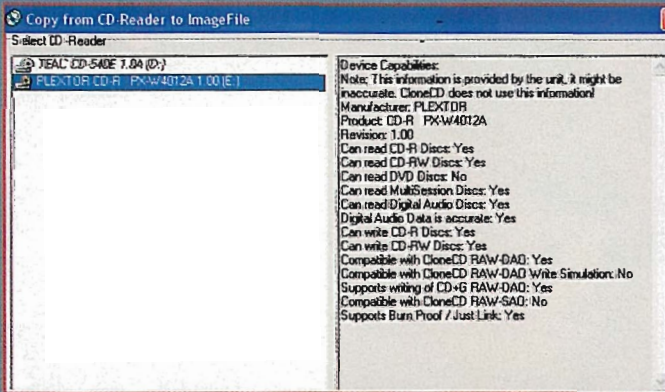 Copy from CD-Reader to ImageFile
Select CD-Reader
TEAC CD-540E 1.8A (D:)
PLEXTOR CD-R PX-W4012A 1.00 (E:)
Device Capabilities:
Note; This information is provided by the unit, it might be
inaccurate. CloneCD does not use this information!
Manufacturer: PLEXTOR
Product: CD-R PX-W4012A
Revision: 1.00
Can read CD-R Discs: Yes
Can read CD-RW Discs: Yes
Can read DVD Discs: No
Can read MultiSession Discs: Yes
Can read Digital Audio Discs: Yes
Digital Audio Data is accurate: Yes
Can write CD-R Discs: Yes
Can write CD-RW Discs: Yes
Compatible with CloneCD RAW-DAO: Yes
Compatible with CloneCD RAW-DAO Write Simulation: No
Supports writing of CD+G RAW-DAO: Yes
Compatible with CloneCD RAW-SAO: No
Supports Burn Proof / Just Link: Yes